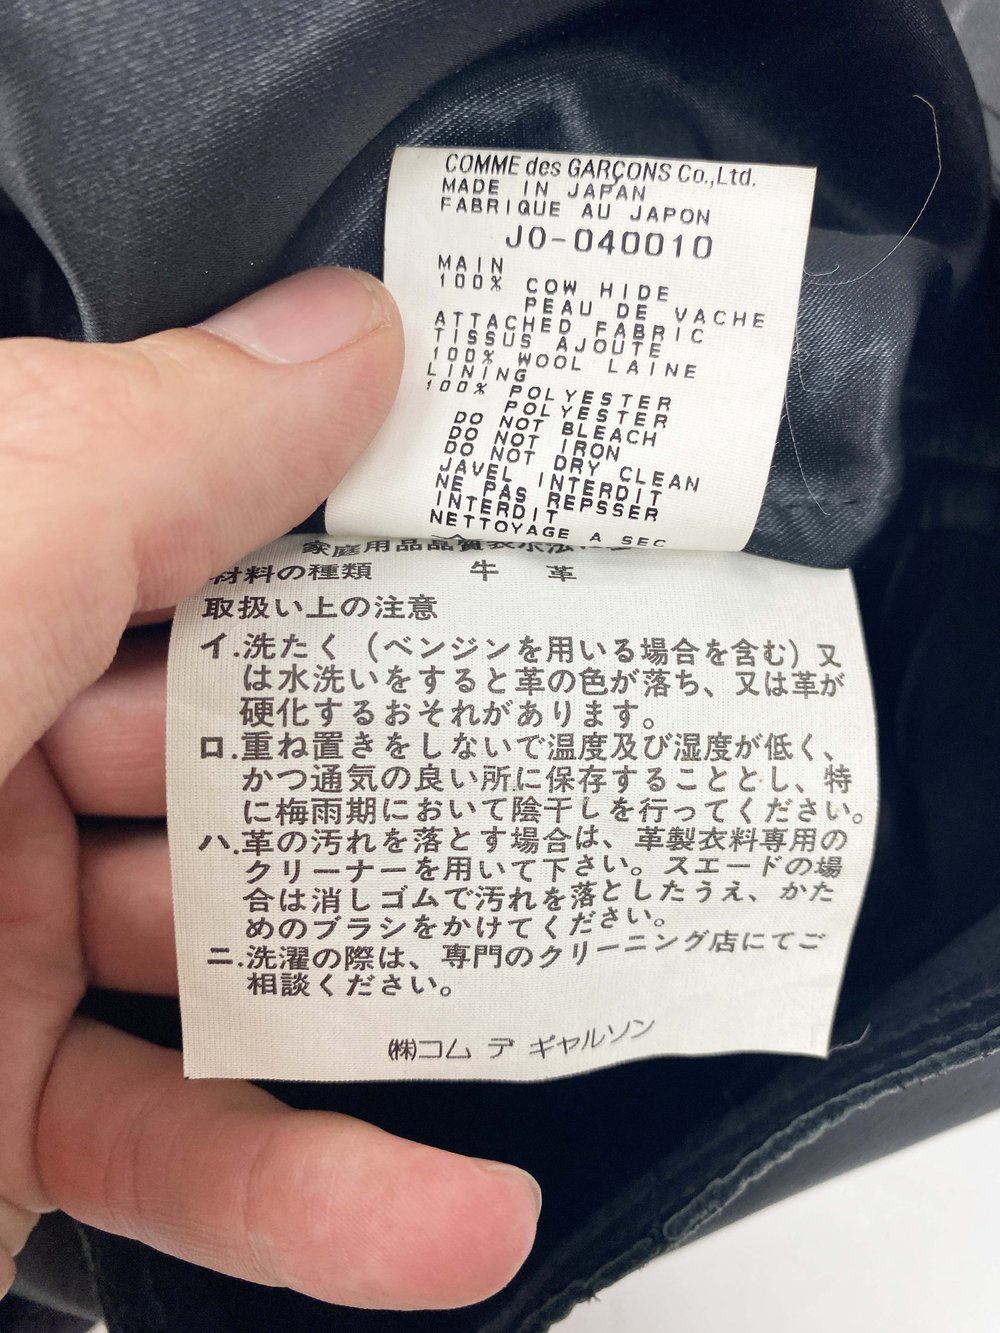 COMME des GARÇONS Co.,Ltd.
MADE IN JAPAN
FABRIQUE AU JAPON
JO-040010
MAIN
100% COW HIDE
PEAU DE VACHE
ATTACHED FABRIC
TISSUS AJOUTE
100% WOOL LAINE
LINING
100% POLYESTER
POLYESTER
DO NOT BLEACH
DO NOT IRON
DO NOT DRY CLEAN
JAVEL INTERDIT
NE PAS REPSSER
INTERDIT
NETTOYAGE A SEC
家庭用品品質表示法
材料の種類 牛 革
取扱い上の注意
イ.洗たく（ベンジンを用いる場合を含む）又
は水洗いをすると革の色が落ち、又は革が
硬化するおそれがあります。
ロ.重ね置きをしないで温度及び湿度が低く、
かつ通気の良い所に保存することとし、特
に梅雨期において陰干しを行ってください。
ハ.革の汚れを落とす場合は、革製衣料専用の
クリーナーを用いて下さい。スエードの場
合は消しゴムで汚れを落としたうえ、かた
めのブラシをかけてください。
ニ.洗濯の際は、専門のクリーニング店にてご
相談ください。
㈱コム デ ギャルソン